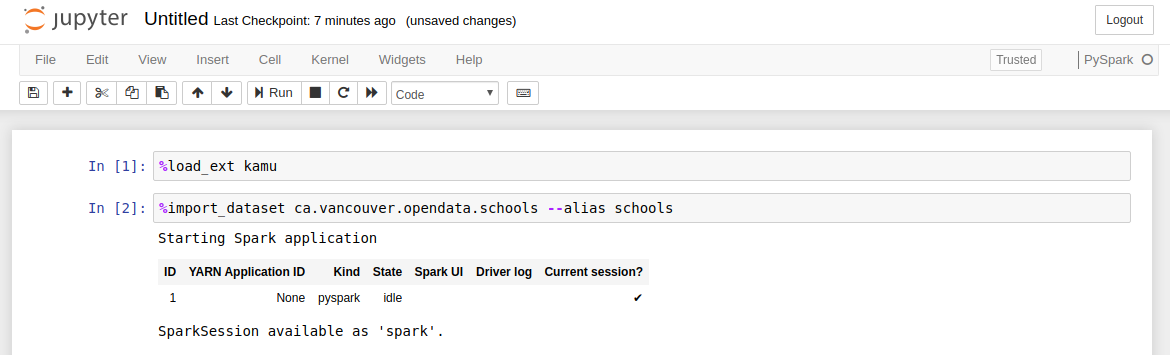 jupyter Untitled Last Checkpoint: 7 minutes ago (unsaved changes) Logout
File Edit View Insert Cell Kernel Widgets Help Trusted PySpark
Run Code
In [1]: %load_ext kamu
In [2]: %import_dataset ca.vancouver.opendata.schools --alias schools
Starting Spark application
ID YARN Application ID Kind State Spark UI Driver log Current session?
1 None pyspark idle ✔
SparkSession available as 'spark'.